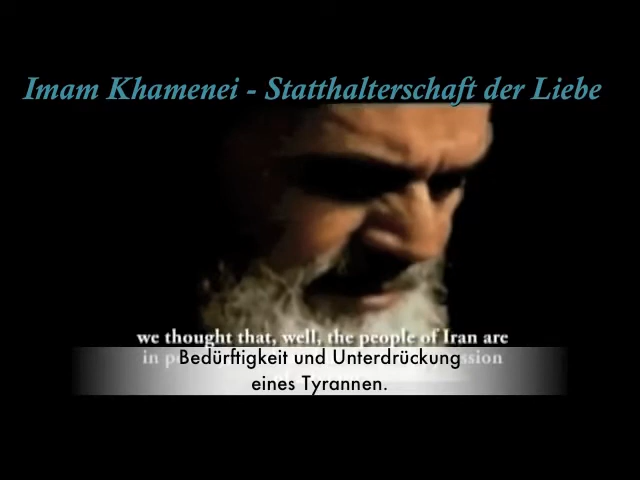 Imam Khamenei - Statthalterschaft der Liebe
we thought that, well, the people of Iran are
in
Bedürftigkeit und Unterdrückung
eines Tyrannen.